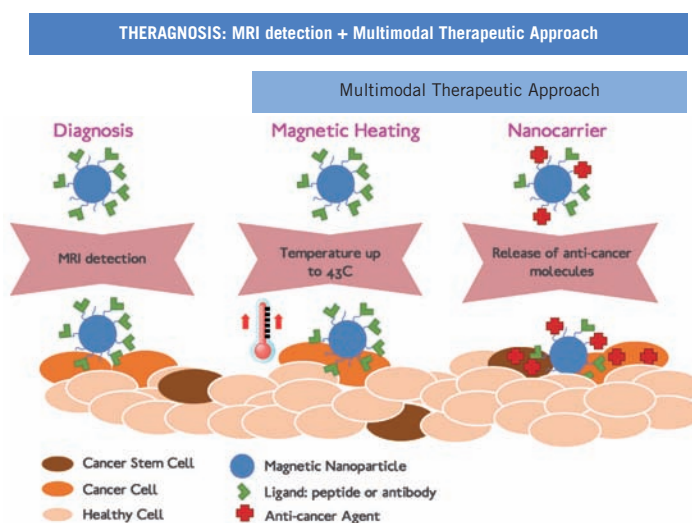 THERAGNOSIS: MRI detection + Multimodal Therapeutic Approach
Multimodal Therapeutic Approach
Diagnosis
Magnetic Heating
Nanocarrier
MRI detection
Temperature up
to 43C
Release of anti-cancer
molecules
Cancer Stem Cell
Cancer Cell
Healthy Cell
Magnetic Nanoparticle
Ligand: peptide or antibody
Anti-cancer Agent